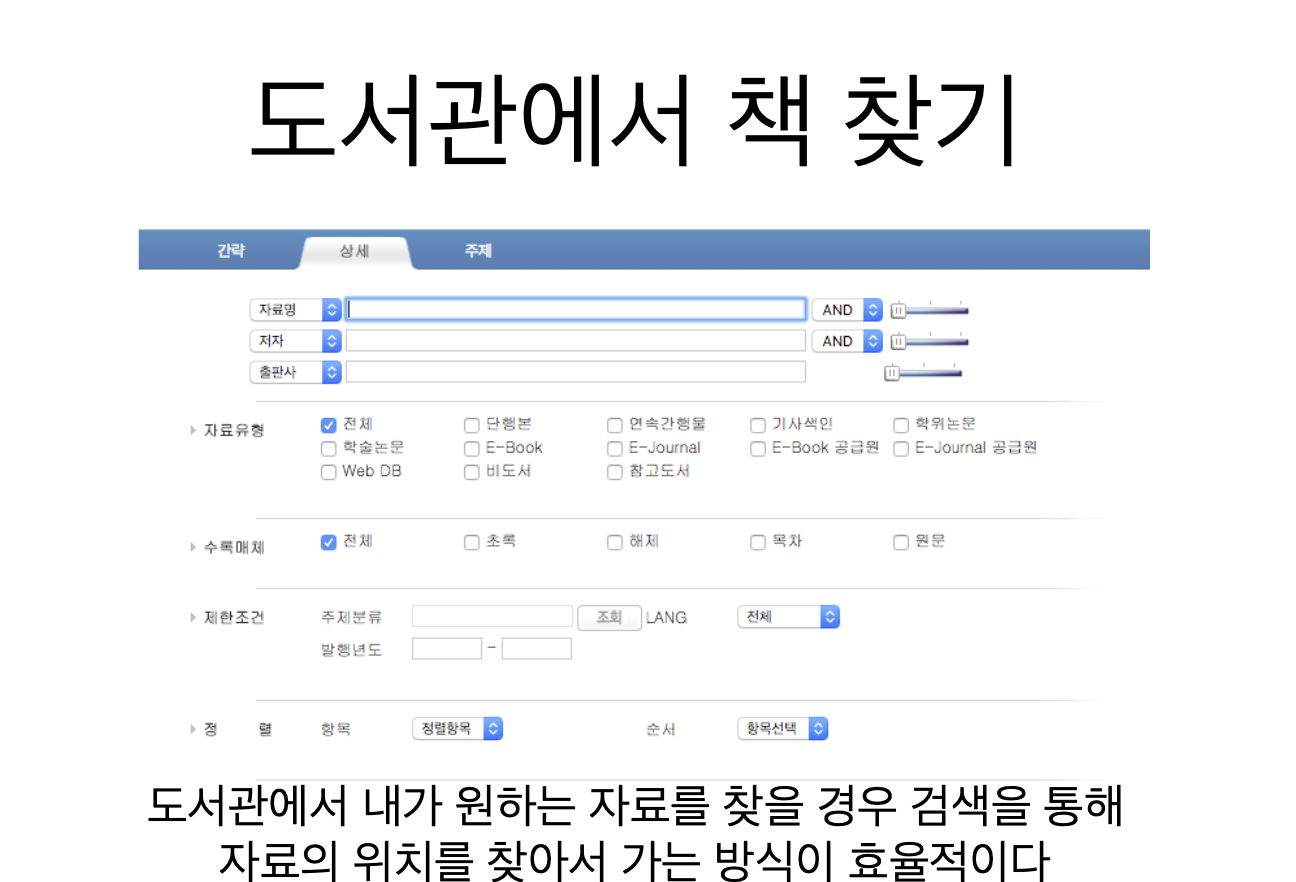 도서관에서 책 찾기
간략 상세 주제
자료명 AND
저자 AND
출판사
자료유형 전체 단행본 연속간행물 기사색인 학위논문
학술논문 E-Book E-Journal E-Book 공급원 E-Journal 공급원
Web DB 비도서 참고도서
수록매체 전체 초록 해제 목차 원문
제한조건 주제분류 조회 LANG 전체
발행년도 -
정 렬 항목 정렬항목 순서 항목선택
도서관에서 내가 원하는 자료를 찾을 경우 검색을 통해
자료의 위치를 찾아서 가는 방식이 효율적이다